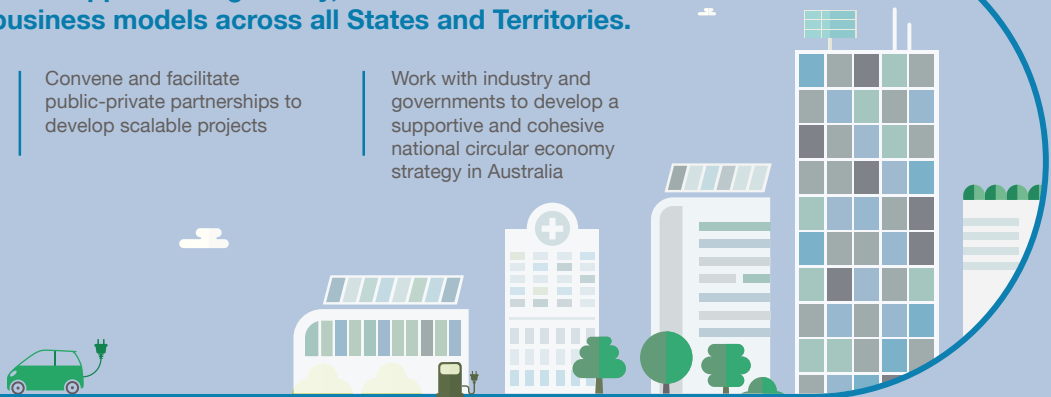 business models across all States and Territories.
Convene and facilitate
public-private partnerships to
develop scalable projects
Work with industry and
governments to develop a
supportive and cohesive
national circular economy
strategy in Australia